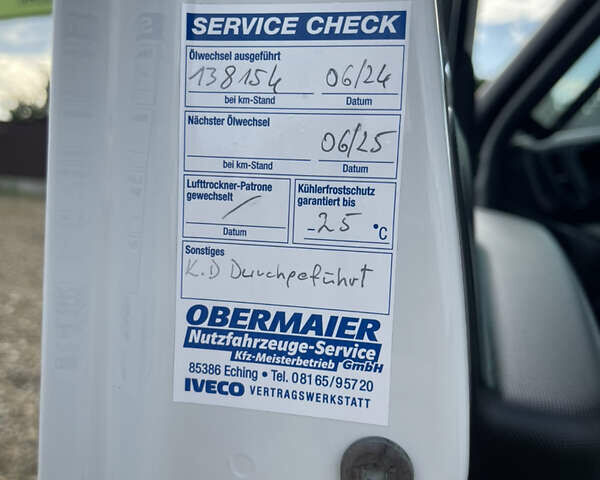 SERVICE CHECK
Ölwechsel ausgeführt
138154 06/24
bei km-Stand Datum
Nächster Ölwechsel
06/25
bei km-Stand Datum
Lufttrockner-Patrone
gewechselt
/
Datum
Kühlerfrostschutz
garantiert bis
-25 °C
Sonstiges
K.D Durchgeführt
OBERMAIER
Nutzfahrzeuge-Service
Kfz-Meisterbetrieb GmbH
85386 Eching • Tel. 08165/95720
IVECO VERTRAGSWERKSTATT